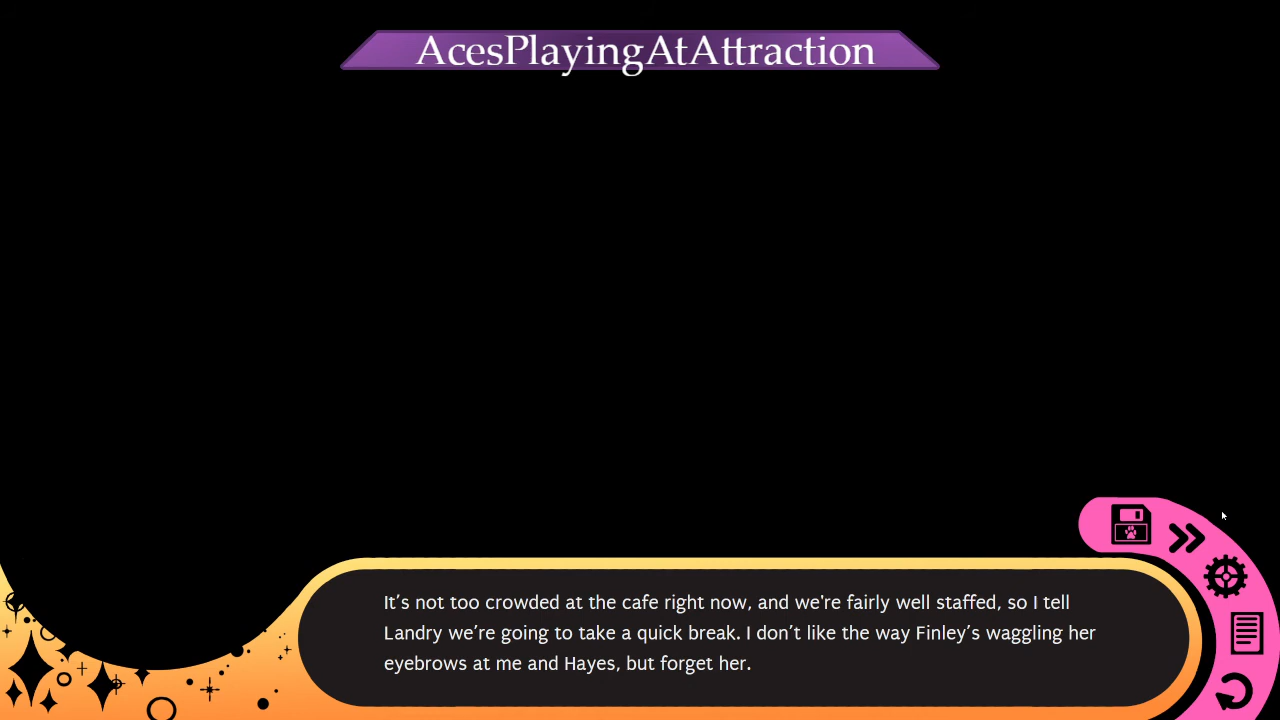 AcesPlayingAtAttraction
It's not too crowded at the cafe right now, and we're fairly well staffed, so I tell
Landry we're going to take a quick break. I don't like the way Finley's waggling her
eyebrows at me and Hayes, but forget her.